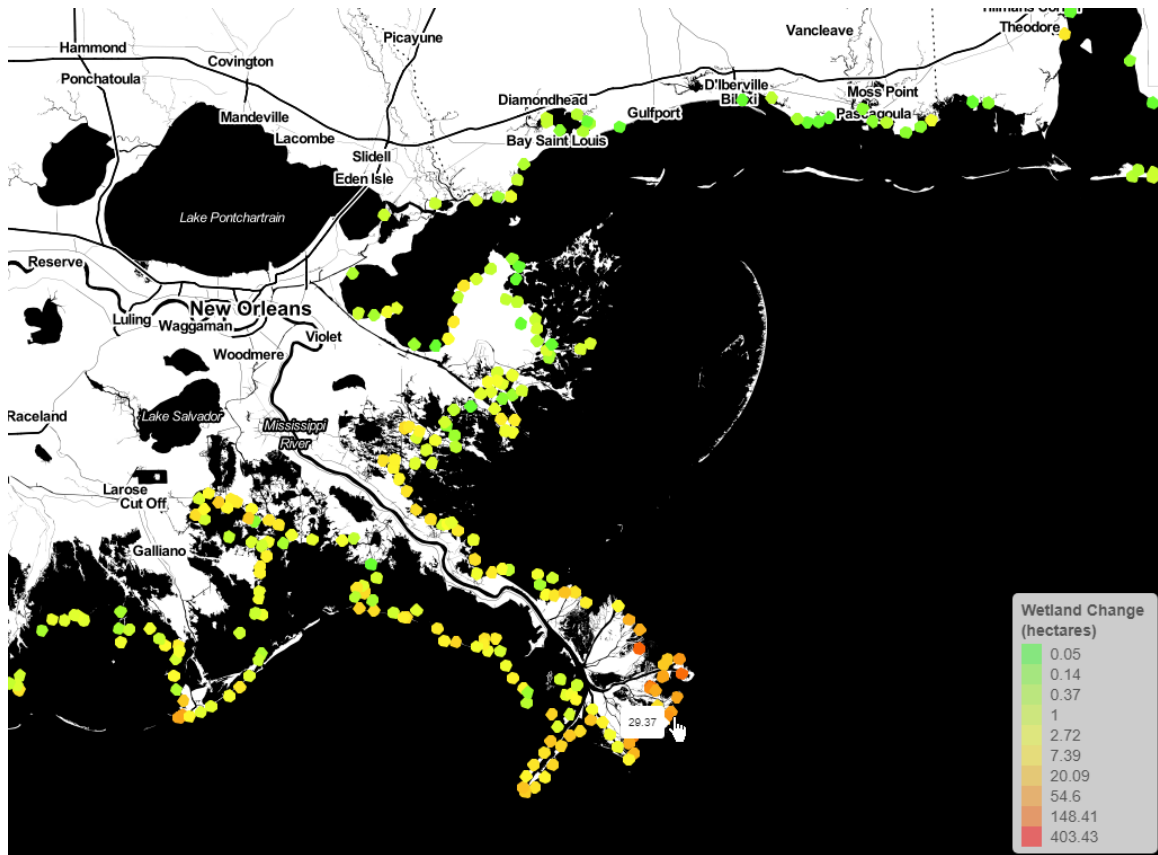 Tillmans Corner
Picayune
Vancleave
Theodore
Hammond
Covington
Ponchatoula
D'Iberville
Diamondhead
Biloxi
Moss Point
Mandeville
Gulfport
Pascagoula
Lacombe
Bay Saint Louis
Slidell
Eden Isle
Lake Pontchartrain
Reserve
New Orleans
Luling
Waggaman
Violet
Woodmere
Raceland
Lake Salvador
Mississippi
River
Larose
Cut Off
Galliano
29.37
Wetland Change
(hectares)
0.05
0.14
0.37
1
2.72
7.39
20.09
54.6
148.41
403.43